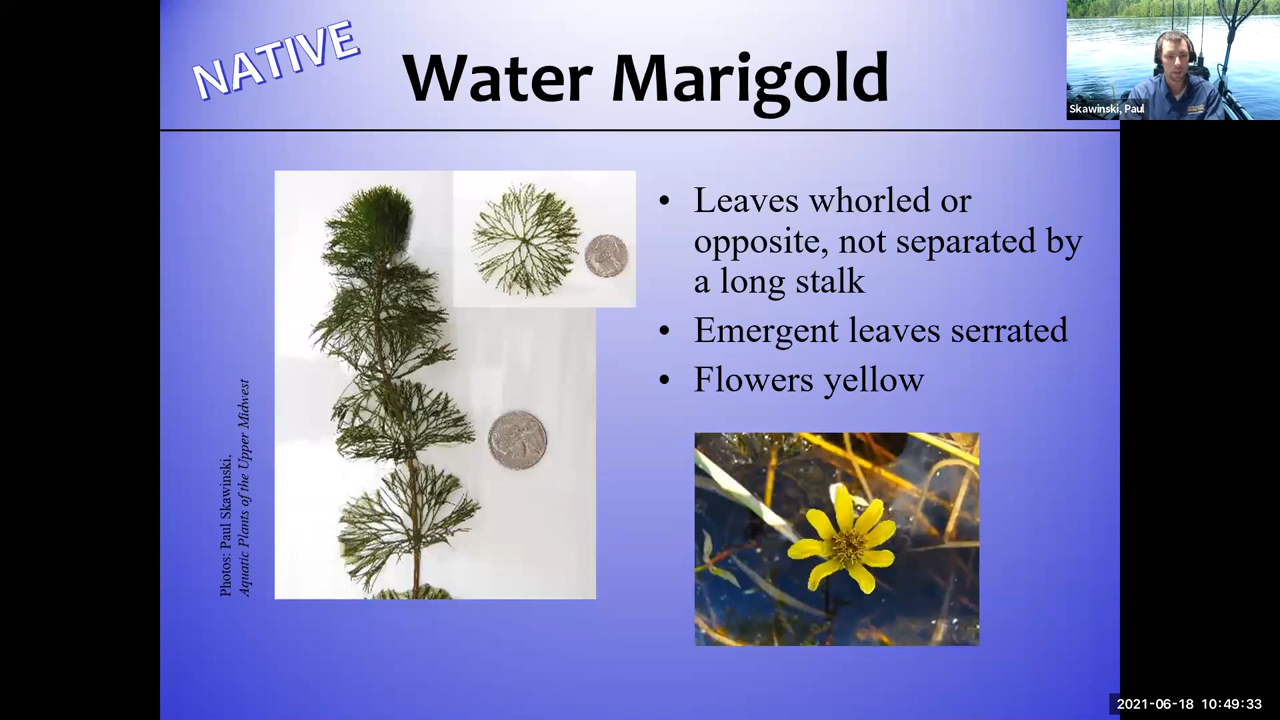 NATIVE
Water Marigold
Skawinski, Paul
• Leaves whorled or
opposite, not separated by
a long stalk
• Emergent leaves serrated
• Flowers yellow
Photos: Paul Skawinski,
Aquatic Plants of the Upper Midwest
2021-06-18 10:49:33